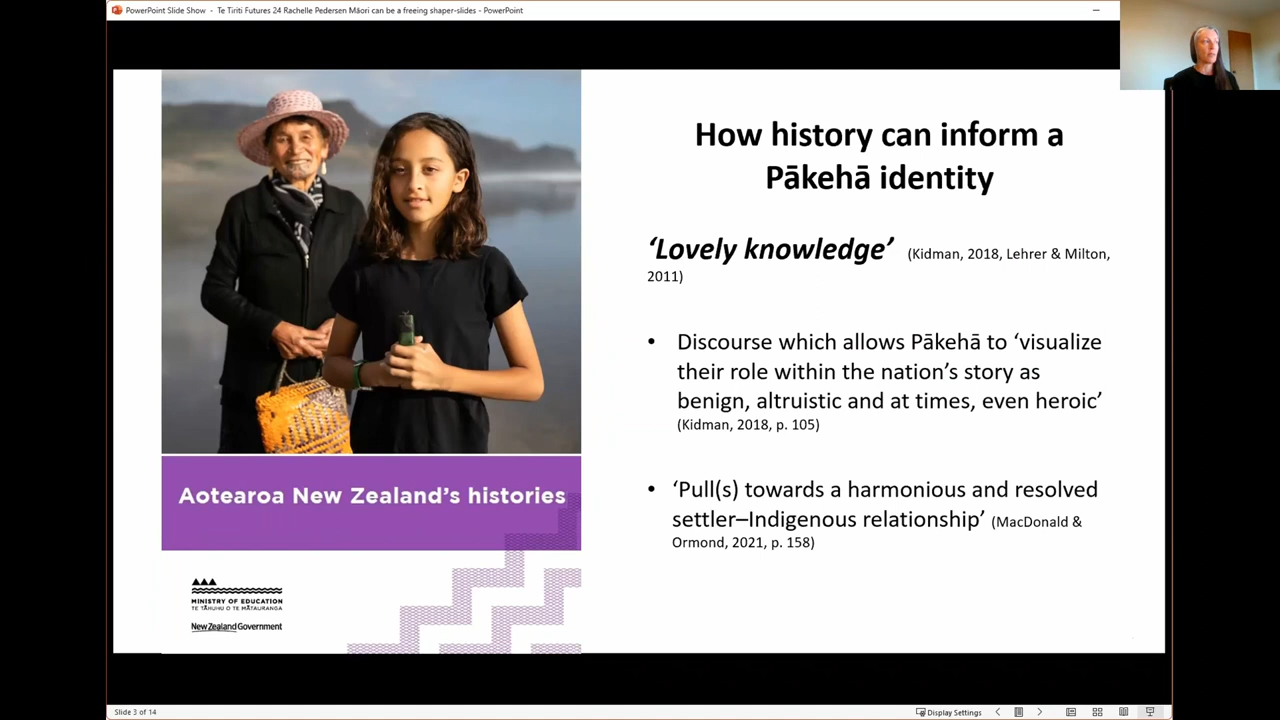 PowerPoint Slide Show - Te Tiriti Futures 24 Rachelle Pedersen Māori can be a freeing shaper-slides - PowerPoint
How history can inform a
Pākehā identity
‘Lovely knowledge’ (Kidman, 2018, Lehrer & Milton,
2011)
• Discourse which allows Pākehā to ‘visualize
their role within the nation’s story as
benign, altruistic and at times, even heroic’
(Kidman, 2018, p. 105)
• ‘Pull(s) towards a harmonious and resolved
settler–Indigenous relationship’ (MacDonald &
Ormond, 2021, p. 158)
Aotearoa New Zealand’s histories
MINISTRY OF EDUCATION
TE TĀHUHU O TE MĀTAURANGA
New Zealand Government
Slide 3 of 14
Display Settings